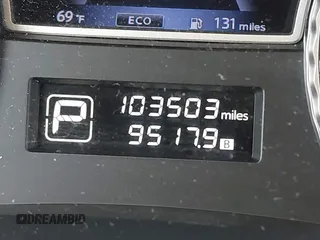 69°F ECO 131 miles
P 103503 miles
9517.9 B
DREAMBID